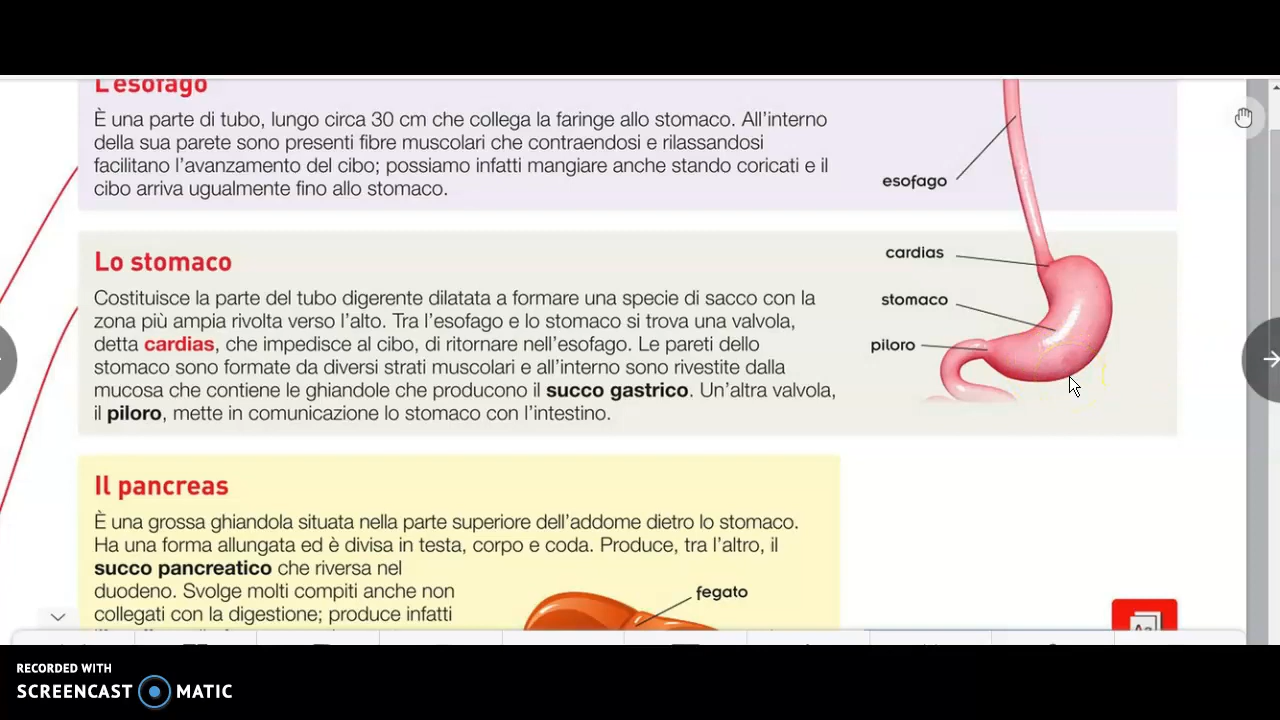 L'esofago
È una parte di tubo, lungo circa 30 cm che collega la faringe allo stomaco. All'interno
della sua parete sono presenti fibre muscolari che contraendosi e rilassandosi
facilitano l'avanzamento del cibo; possiamo infatti mangiare anche stando coricati e il
cibo arriva ugualmente fino allo stomaco.
esofago
Lo stomaco
Costituisce la parte del tubo digerente dilatata a formare una specie di sacco con la
zona più ampia rivolta verso l'alto. Tra l'esofago e lo stomaco si trova una valvola,
detta cardias, che impedisce al cibo, di ritornare nell'esofago. Le pareti dello
stomaco sono formate da diversi strati muscolari e all'interno sono rivestite dalla
mucosa che contiene le ghiandole che producono il succo gastrico. Un'altra valvola,
il piloro, mette in comunicazione lo stomaco con l'intestino.
cardias
stomaco
piloro
Il pancreas
È una grossa ghiandola situata nella parte superiore dell'addome dietro lo stomaco.
Ha una forma allungata ed è divisa in testa, corpo e coda. Produce, tra l'altro, il
succo pancreatico che riversa nel
duodeno. Svolge molti compiti anche non
collegati con la digestione; produce infatti
fegato
RECORDED WITH
SCREENCAST MATIC